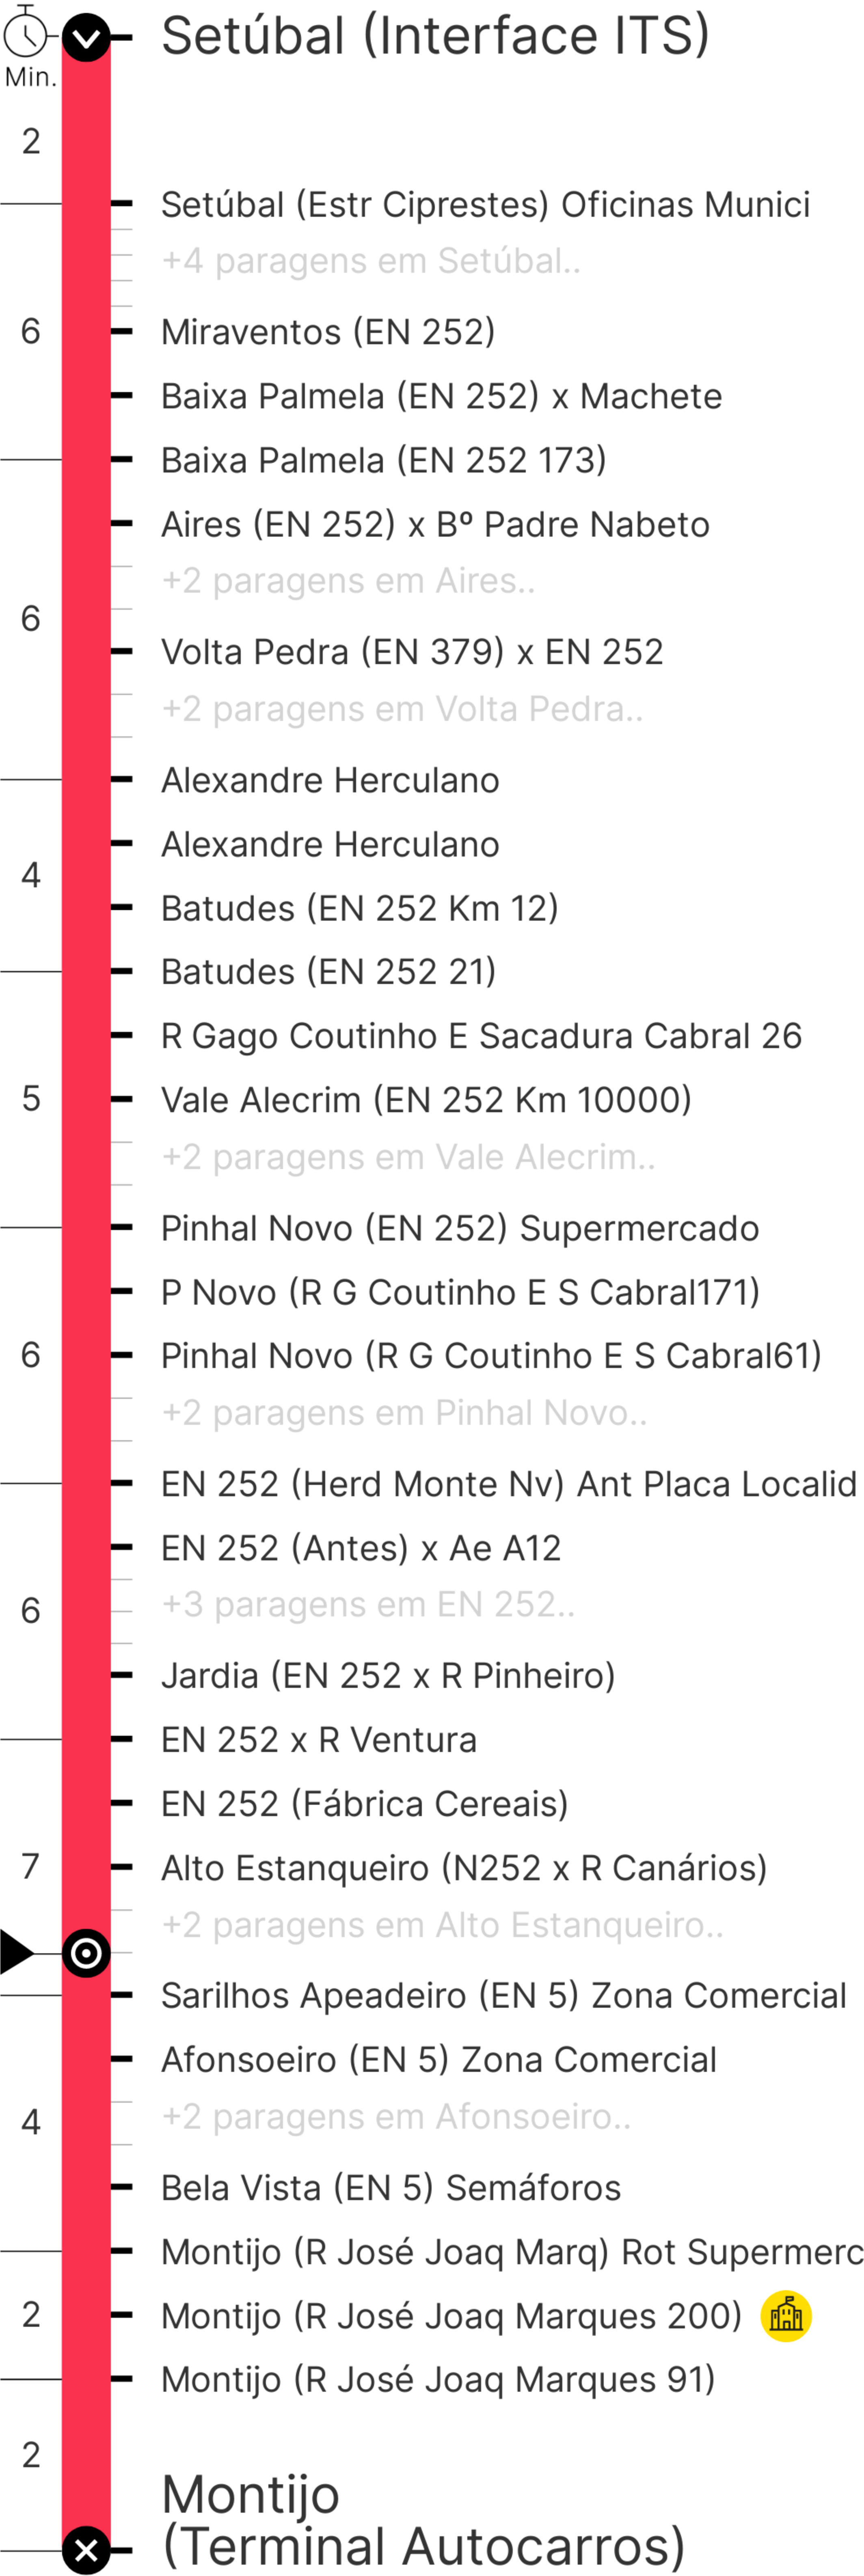 Setúbal (Interface ITS)
Min.
2
Setúbal (Estr Ciprestes) Oficinas Munici
+4 paragens em Setúbal..
6
Miraventos (EN 252)
Baixa Palmela (EN 252) x Machete
Baixa Palmela (EN 252 173)
Aires (EN 252) x Bº Padre Nabeto
+2 paragens em Aires..
6
Volta Pedra (EN 379) x EN 252
+2 paragens em Volta Pedra..
Alexandre Herculano
Alexandre Herculano
4
Batudes (EN 252 Km 12)
Batudes (EN 252 21)
R Gago Coutinho E Sacadura Cabral 26
5
Vale Alecrim (EN 252 Km 10000)
+2 paragens em Vale Alecrim..
Pinhal Novo (EN 252) Supermercado
P Novo (R G Coutinho E S Cabral171)
6
Pinhal Novo (R G Coutinho E S Cabral61)
+2 paragens em Pinhal Novo..
EN 252 (Herd Monte Nv) Ant Placa Localid
EN 252 (Antes) x Ae A12
+3 paragens em EN 252..
6
Jardia (EN 252 x R Pinheiro)
EN 252 x R Ventura
EN 252 (Fábrica Cereais)
7
Alto Estanqueiro (N252 x R Canários)
+2 paragens em Alto Estanqueiro..
Sarilhos Apeadeiro (EN 5) Zona Comercial
Afonsoeiro (EN 5) Zona Comercial
+2 paragens em Afonsoeiro..
4
Bela Vista (EN 5) Semáforos
Montijo (R José Joaq Marq) Rot Supermerc
2
Montijo (R José Joaq Marques 200)
Montijo (R José Joaq Marques 91)
2
Montijo
(Terminal Autocarros)